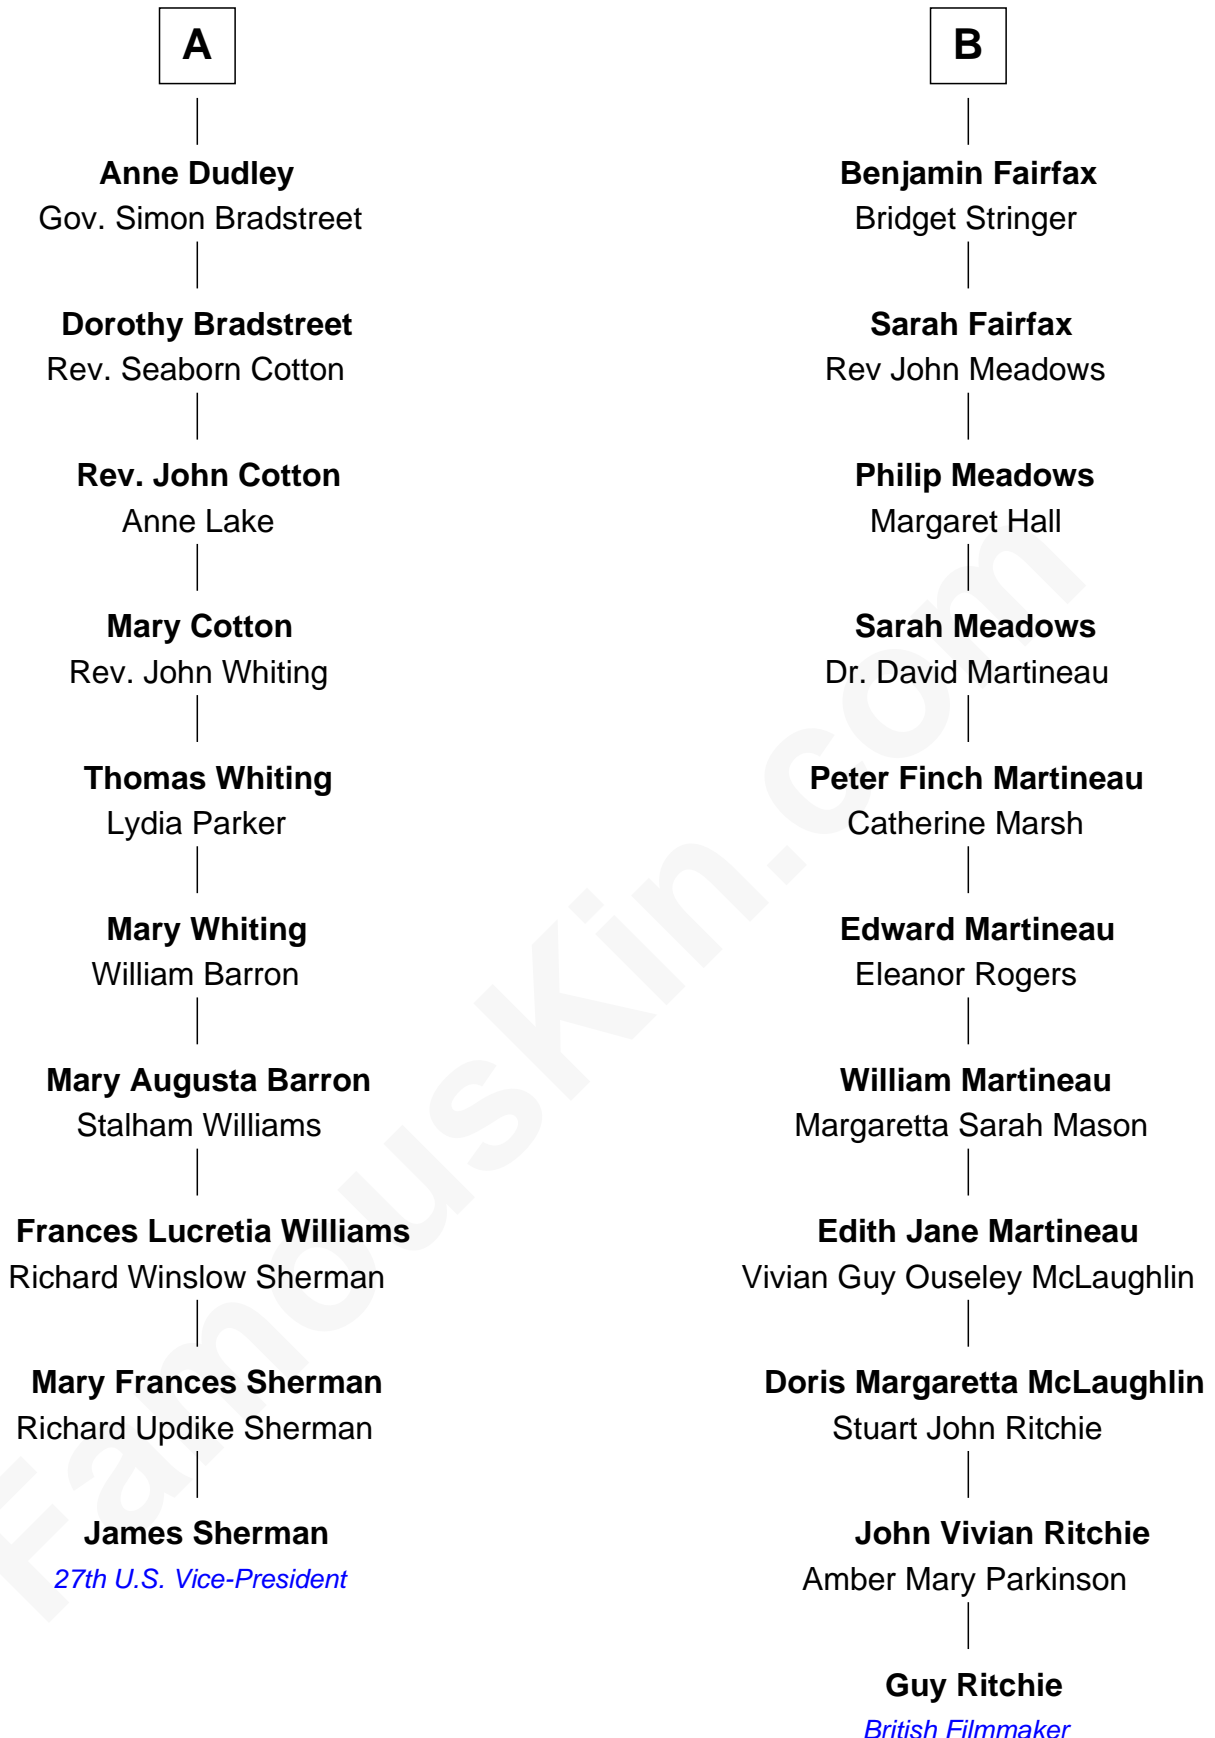 A
Anne Dudley
Gov. Simon Bradstreet
Dorothy Bradstreet
Rev. Seaborn Cotton
Rev. John Cotton
Anne Lake
Mary Cotton
Rev. John Whiting
Thomas Whiting
Lydia Parker
Mary Whiting
William Barron
Mary Augusta Barron
Stalham Williams
Frances Lucretia Williams
Richard Winslow Sherman
Mary Frances Sherman
Richard Updike Sherman
James Sherman
27th U.S. Vice-President
B
Benjamin Fairfax
Bridget Stringer
Sarah Fairfax
Rev John Meadows
Philip Meadows
Margaret Hall
Sarah Meadows
Dr. David Martineau
Peter Finch Martineau
Catherine Marsh
Edward Martineau
Eleanor Rogers
William Martineau
Margaretta Sarah Mason
Edith Jane Martineau
Vivian Guy Ouseley McLaughlin
Doris Margaretta McLaughlin
Stuart John Ritchie
John Vivian Ritchie
Amber Mary Parkinson
Guy Ritchie
British Filmmaker
FamousKin.com